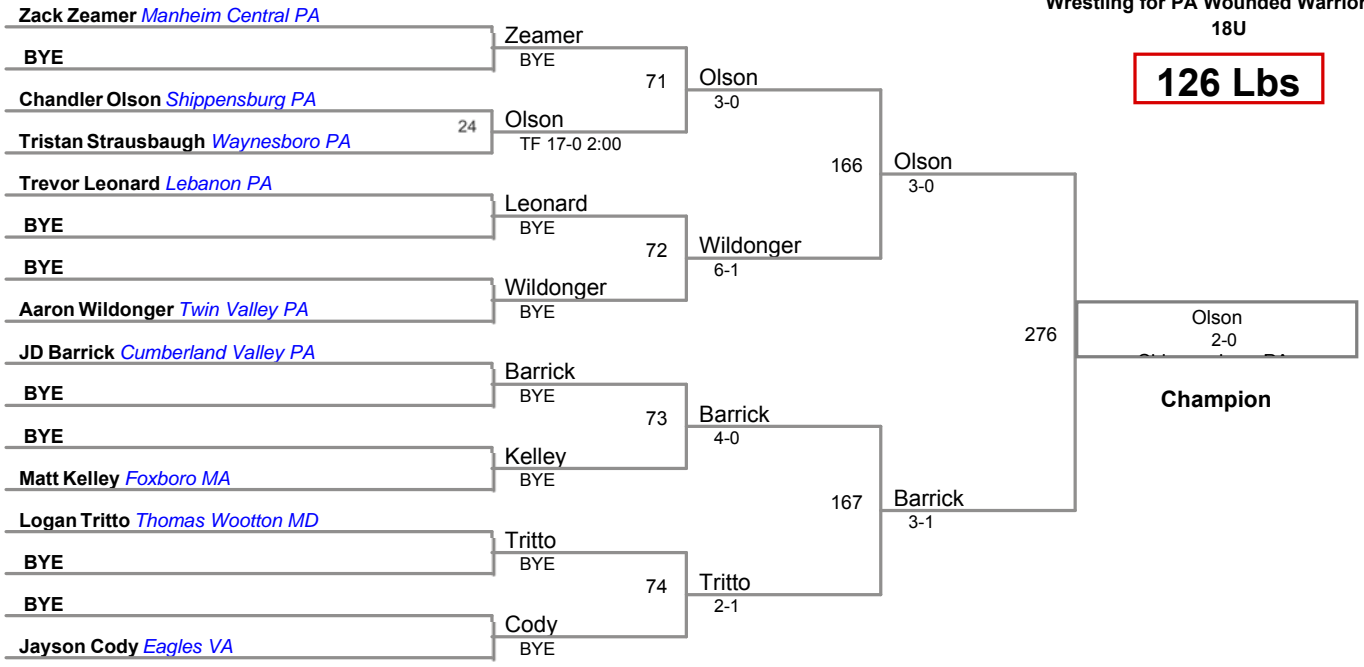 Wrestling for PA Wounded Warrior
18U
126 Lbs
Zack Zeamer Manheim Central PA
BYE
Chandler Olson Shippensburg PA
Tristan Strausbaugh Waynesboro PA
Trevor Leonard Lebanon PA
BYE
BYE
Aaron Wildonger Twin Valley PA
JD Barrick Cumberland Valley PA
BYE
BYE
Matt Kelley Foxboro MA
Logan Tritto Thomas Wootton MD
BYE
BYE
Jayson Cody Eagles VA
24
Zeamer
BYE
Olson
TF 17-0 2:00
Leonard
BYE
Wildonger
BYE
Barrick
BYE
Kelley
BYE
Tritto
BYE
Cody
BYE
71
72
73
74
Olson
3-0
Wildonger
6-1
Barrick
4-0
Tritto
2-1
166
167
Olson
3-0
Barrick
3-1
276
Olson
2-0
Champion